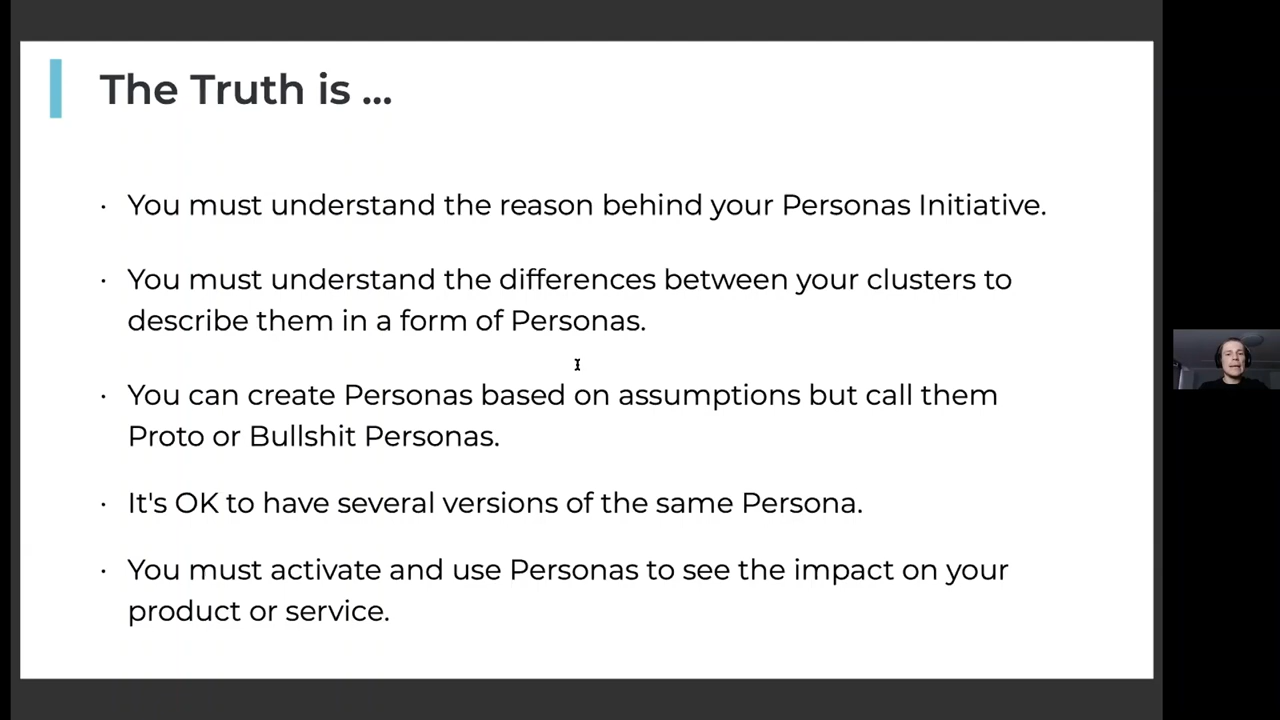 The Truth is ...
· You must understand the reason behind your Personas Initiative.
· You must understand the differences between your clusters to
describe them in a form of Personas.
· You can create Personas based on assumptions but call them
Proto or Bullshit Personas.
· It's OK to have several versions of the same Persona.
· You must activate and use Personas to see the impact on your
product or service.